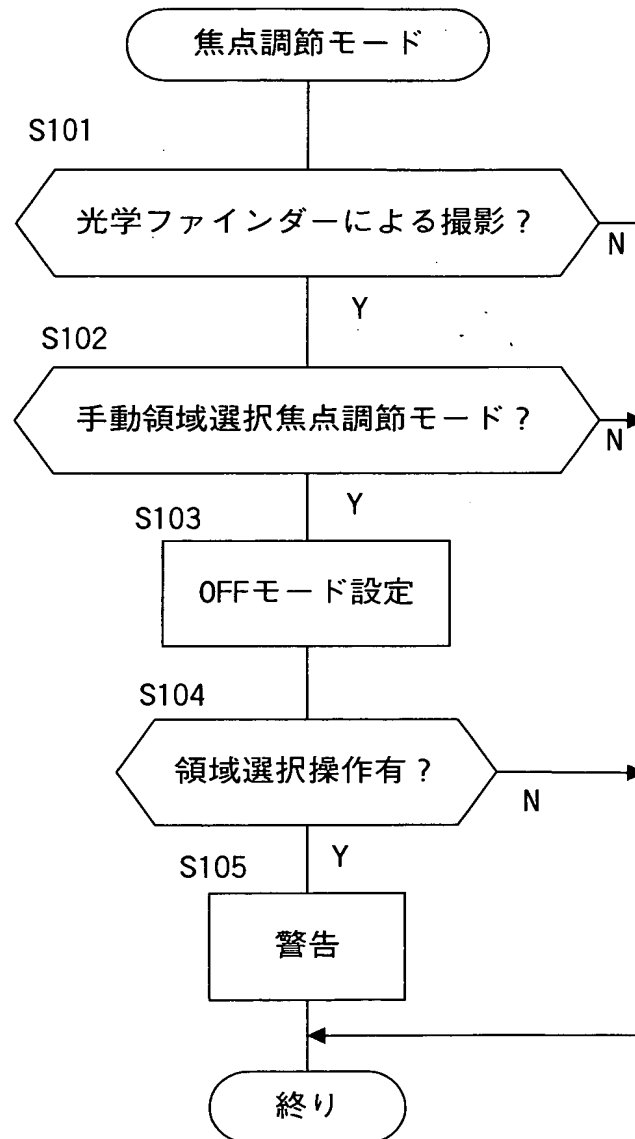 焦点調節モード
S101
光学ファインダーによる撮影？
N
Y
S102
手動領域選択焦点調節モード？
N
Y
S103
OFFモード設定
S104
領域選択操作有？
N
Y
S105
警告
終り